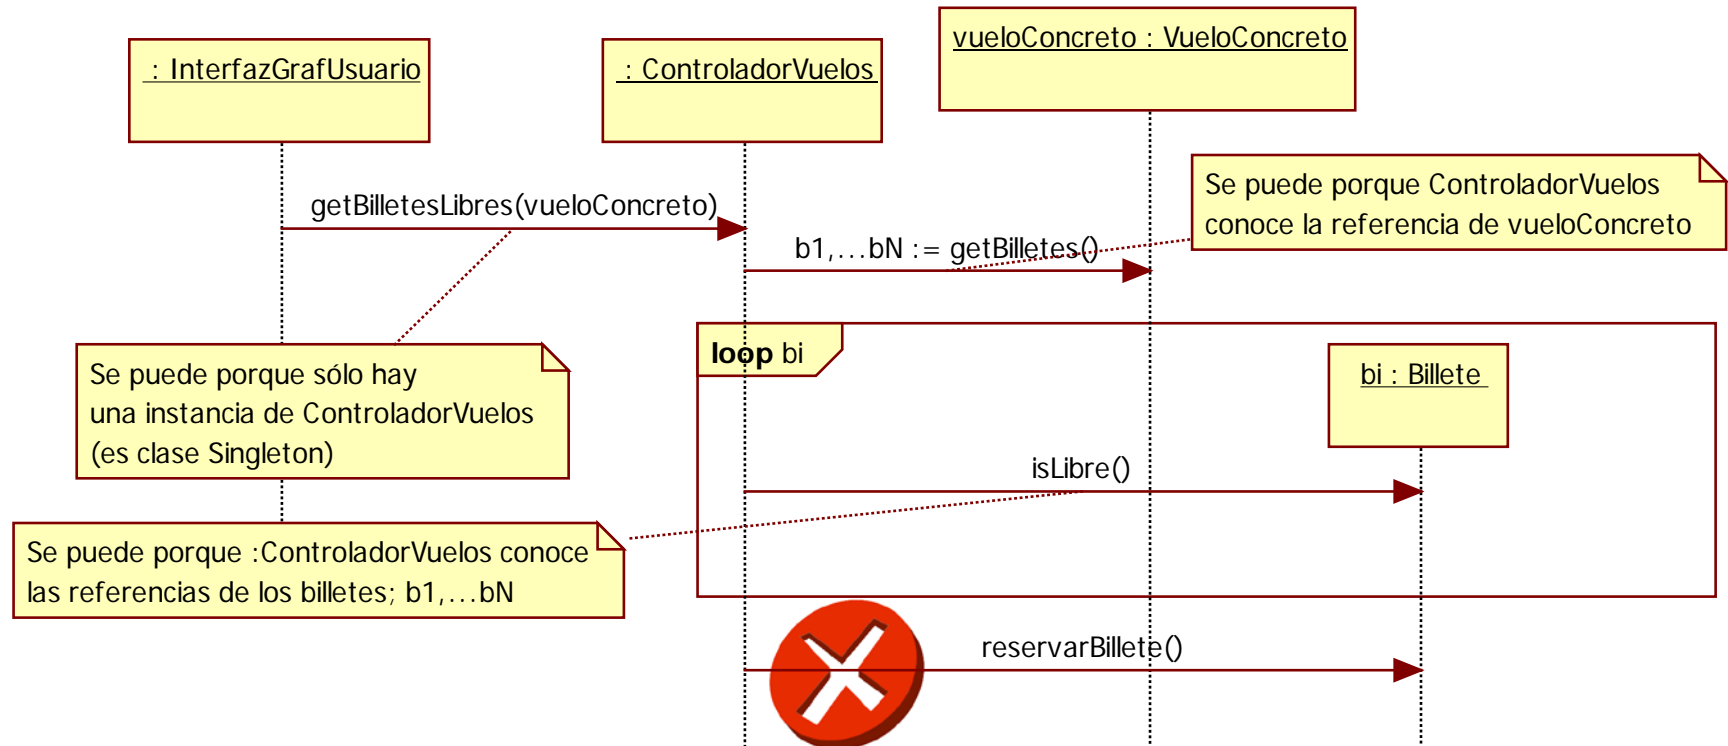 vueloConcreto : VueloConcreto
: InterfazGrafUsuario
: ControladorVuelos
Se puede porque ControladorVuelos
conoce la referencia de vueloConcreto
getBilletesLibres(vueloConcreto)
b1,...bN := getBilletes()
loop bi
bi : Billete
Se puede porque sólo hay
una instancia de ControladorVuelos
(es clase Singleton)
isLibre()
Se puede porque :ControladorVuelos conoce
las referencias de los billetes; b1,...bN
reservarBillete()